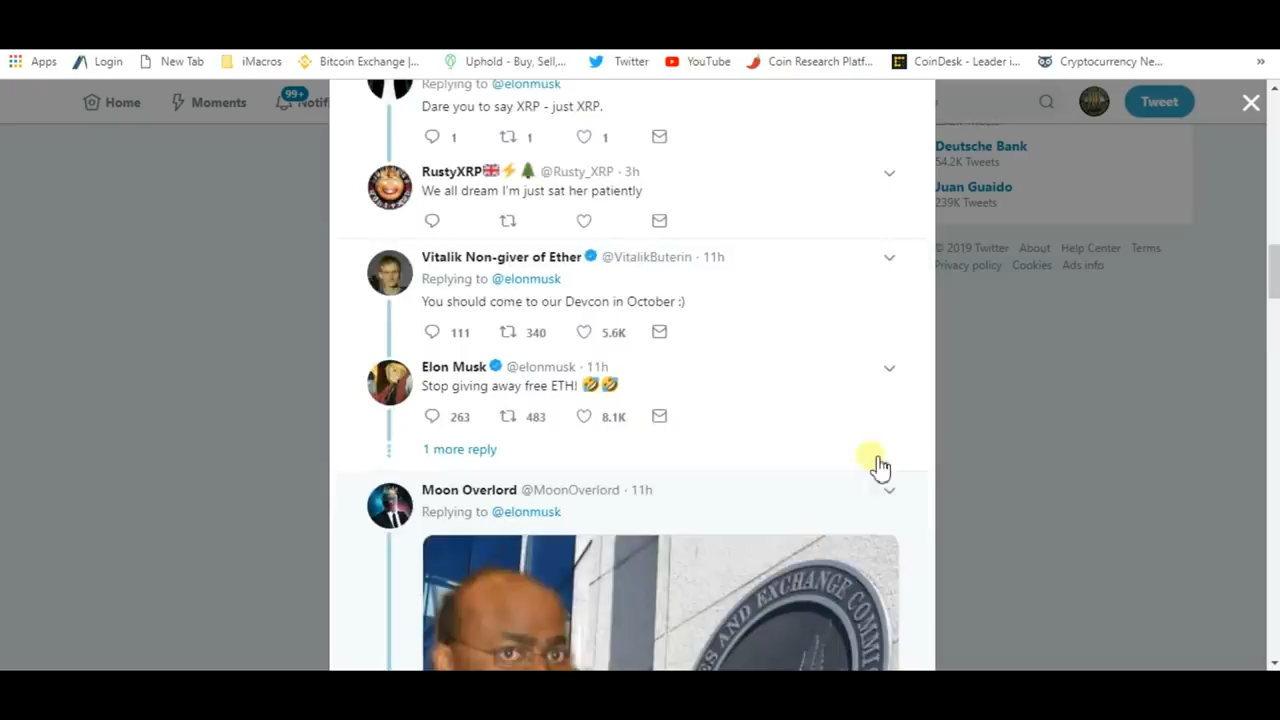 Apps Login New Tab iMacros Bitcoin Exchange |... Uphold - Buy, Sell,... Twitter YouTube Coin Research Platf... CoinDesk - Leader i... Cryptocurrency Ne... »
Home Moments 99+ Notif Tweet
Replying to @elonmusk
Dare you to say XRP - just XRP.
1 1 1
RustyXRP🇬🇧⚡🌲 @Rusty_XRP · 3h
We all dream I'm just sat her patiently
Vitalik Non-giver of Ether @VitalikButerin · 11h
Replying to @elonmusk
You should come to our Devcon in October :)
111 340 5.6K
Elon Musk @elonmusk · 11h
Stop giving away free ETH! 🤣🤣
263 483 8.1K
1 more reply
Moon Overlord @MoonOverlord · 11h
Replying to @elonmusk
ES AND EXCHANGE COMMI
Deutsche Bank
54.2K Tweets
Juan Guaido
239K Tweets
© 2019 Twitter About Help Center Terms
Privacy policy Cookies Ads info